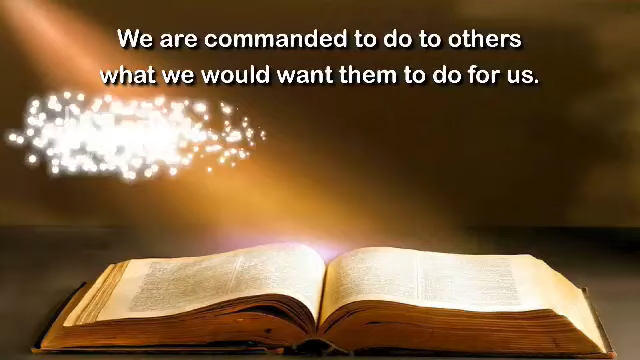 We are commanded to do to others
what we would want them to do for us.